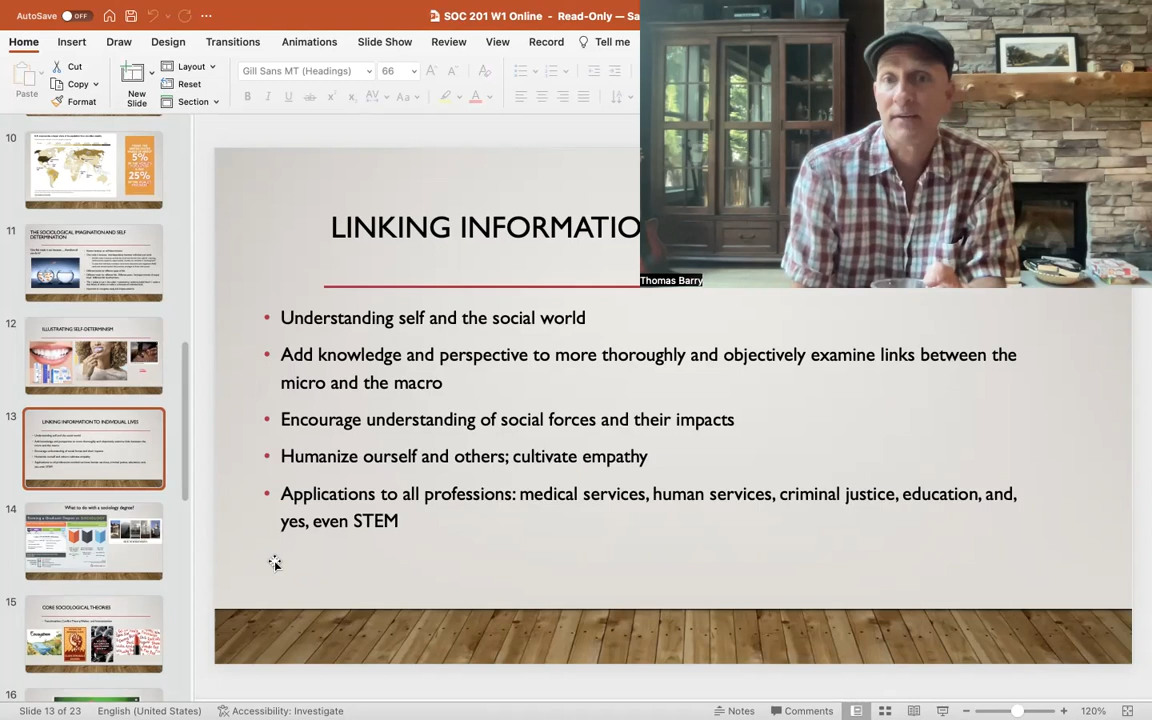 AutoSave OFF
SOC 201 W1 Online - Read-Only — Sa
Home Insert Draw Design Transitions Animations Slide Show Review View Record Tell me
Paste
Cut
Copy
Format
New Slide
Layout
Reset
Section
Gill Sans MT (Headings) 66
10
5%
25%
11
THE SOCIOLOGICAL IMAGINATION AND SELF DETERMINATION
12
ILLUSTRATING SELF-DETERMINISM
13
LINKING INFORMATION TO INDIVIDUAL LIVES
14
What to do with a sociology degree?
15
CORE SOCIOLOGICAL THEORIES
16
LINKING INFORMATIO
Thomas Barry
• Understanding self and the social world
• Add knowledge and perspective to more thoroughly and objectively examine links between the
micro and the macro
• Encourage understanding of social forces and their impacts
• Humanize ourself and others; cultivate empathy
• Applications to all professions: medical services, human services, criminal justice, education, and,
yes, even STEM
Slide 13 of 23 English (United States) Accessibility: Investigate Notes Comments 120%